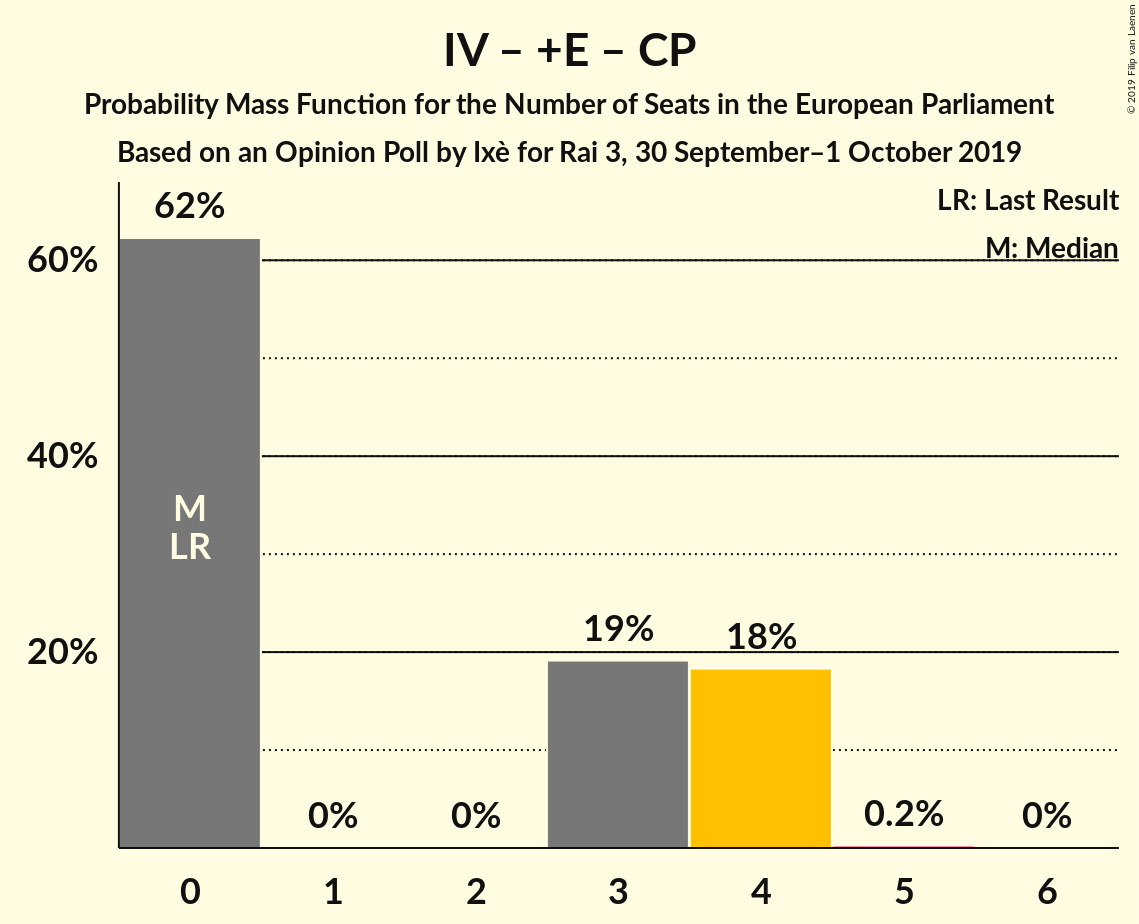 IV – +E – CP
Probability Mass Function for the Number of Seats in the European Parliament
Based on an Opinion Poll by Ixè for Rai 3, 30 September–1 October 2019
© 2019 Filip van Laenen
LR: Last Result
M: Median
62%
60%
40%
M
LR
20%
19%
18%
0%
0%
0.2%
0%
0
1
2
3
4
5
6